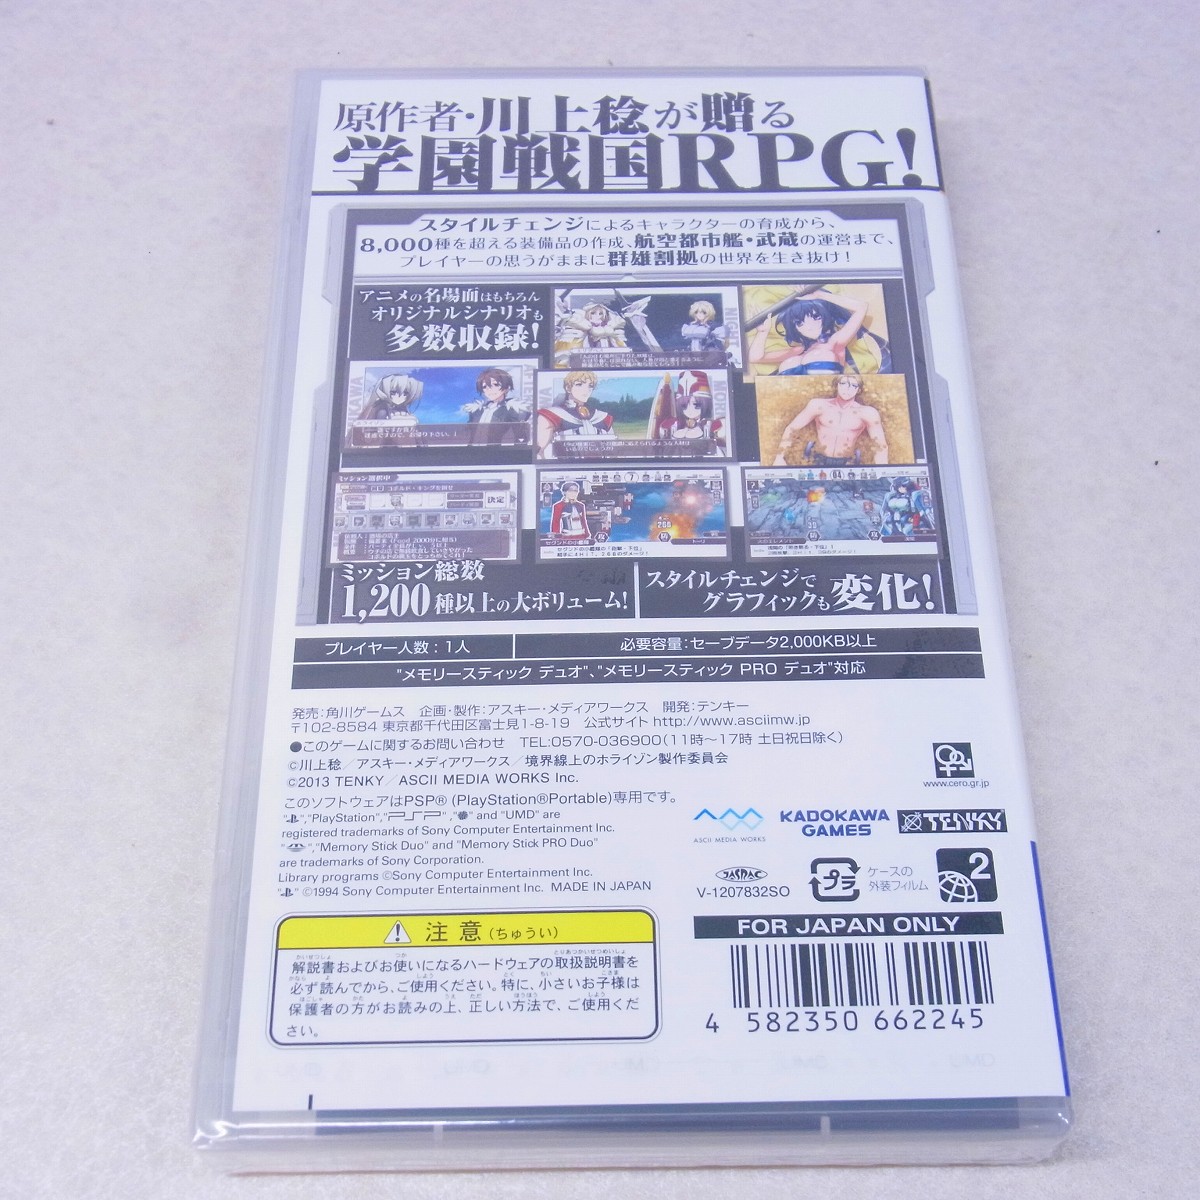 原作者・川上稔が贈る
学園戦国RPG!
スタイルチェンジによるキャラクターの育成から、
8,000種を超える装備品の作成、航空都市艦・武蔵の運営まで、
プレイヤーの思うがままに群雄割拠の世界を生き抜け!
アニメの名場面はもちろん
オリジナルシナリオも
多数収録!
ミッション総数
1,200種以上の大ボリューム!
スタイルチェンジで
グラフィックも変化!
プレイヤー人数:1人
必要容量:セーブデータ2,000KB以上
"メモリースティック デュオ"、"メモリースティック PRO デュオ"対応
発売:角川ゲームス 企画・製作:アスキー・メディアワークス 開発:テンキー
〒102-8584 東京都千代田区富士見1-8-19 公式サイト http://www.asciimw.jp
●このゲームに関するお問い合わせ TEL:0570-036900(11時〜17時 土日祝日除く)
©川上稔/アスキー・メディアワークス/境界線上のホライゾン製作委員会
©2013 TENKY/ASCII MEDIA WORKS Inc.
www.cero.gr.jp
このソフトウェアはPSP® (PlayStation®Portable)専用です。
"","PlayStation","PSP","" and "UMD" are
registered trademarks of Sony Computer Entertainment Inc.
"","Memory Stick Duo" and "Memory Stick PRO Duo"
are trademarks of Sony Corporation.
Library programs ©Sony Computer Entertainment Inc.
"" ©1994 Sony Computer Entertainment Inc. MADE IN JAPAN
ASCII MEDIA WORKS
KADOKAWA
GAMES
TENKY
JASRAC
V-1207832SO
プラ
ケースの
外装フィルム
2
注意(ちゅうい)
解説書およびお使いになるハードウェアの取扱説明書を
必ず読んでから、ご使用ください。特に、小さいお子様は
保護者の方がお読みの上、正しい方法で、ご使用くだ
さい。
FOR JAPAN ONLY
4 582350 662245